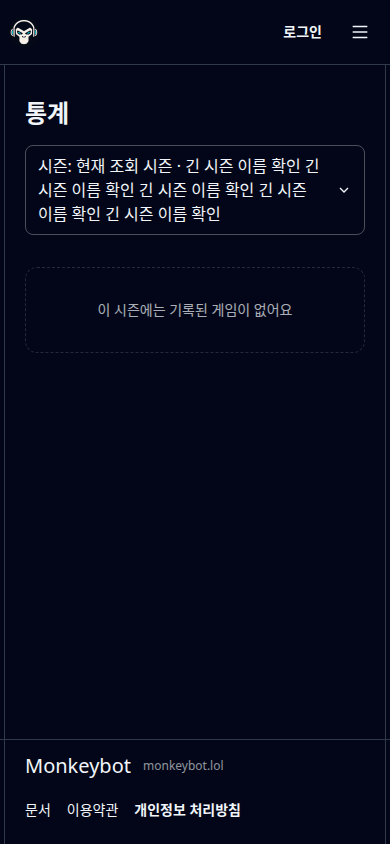 로그인
통계
시즌: 현재 조회 시즌 · 긴 시즌 이름 확인 긴
시즌 이름 확인 긴 시즌 이름 확인 긴 시즌
이름 확인 긴 시즌 이름 확인
이 시즌에는 기록된 게임이 없어요
Monkeybot monkeybot.lol
문서 이용약관 개인정보 처리방침